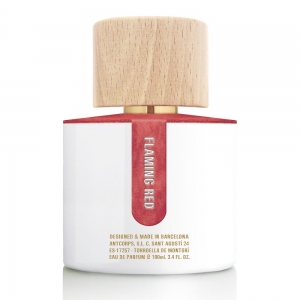 FLAMING RED
DESIGNED & MADE IN BARCELONA
ANTCORPS, S.L. C. SANT AGUSTÍ 24
ES-17257 · TORROELLA DE MONTGRÍ
EAU DE PARFUM ℮ 100ml. 3.4 FL. OZ.